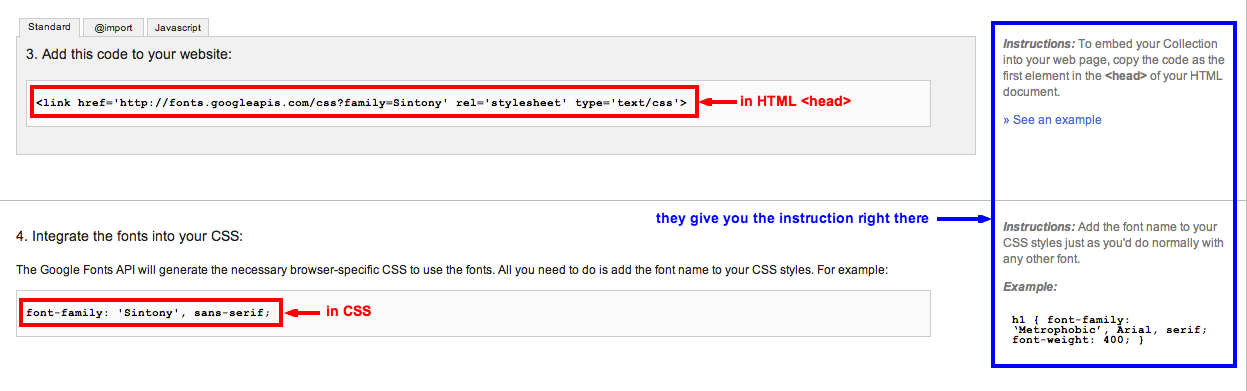 Standard
@import
Javascript
3. Add this code to your website:
<link href='http://fonts.googleapis.com/css?family=Sintony' rel='stylesheet' type='text/css'>
in HTML <head>
Instructions: To embed your Collection
into your web page, copy the code as the
first element in the <head> of your HTML
document.
» See an example
they give you the instruction right there
4. Integrate the fonts into your CSS:
The Google Fonts API will generate the necessary browser-specific CSS to use the fonts. All you need to do is add the font name to your CSS styles. For example:
font-family: 'Sintony', sans-serif;
in CSS
Instructions: Add the font name to your
CSS styles just as you'd do normally with
any other font.
Example:
h1 { font-family:
‘Metrophobic’, Arial, serif;
font-weight: 400; }